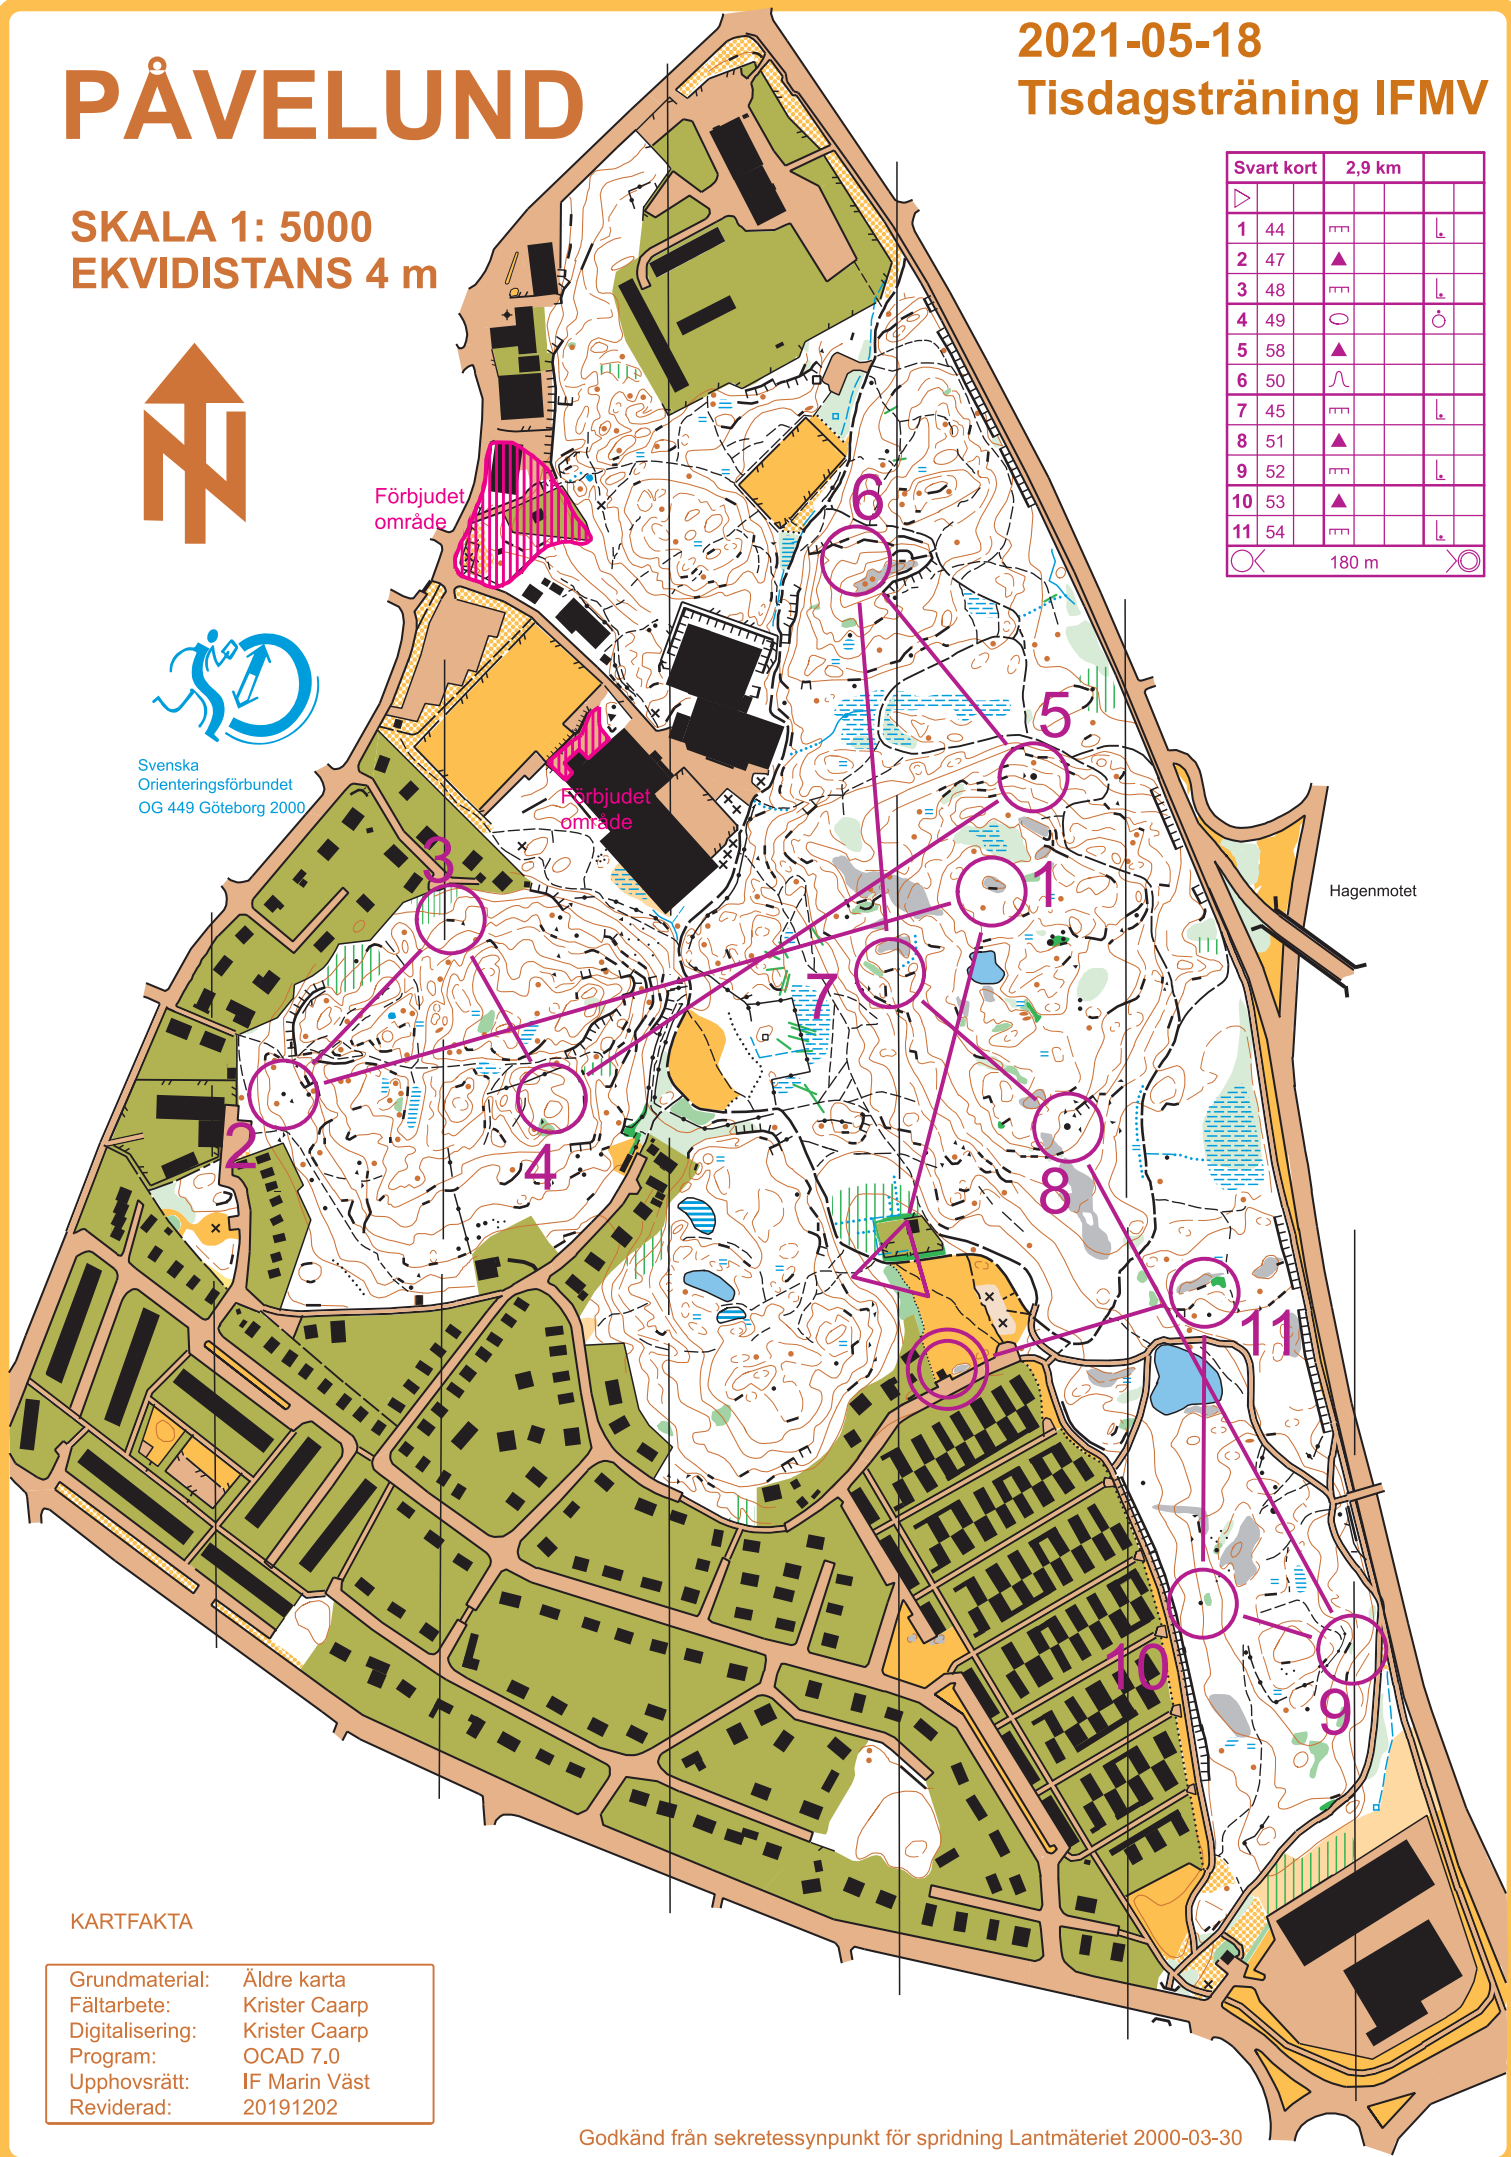 PÅVELUND
2021-05-18
Tisdagsträning IFMV
SKALA 1: 5000
EKVIDISTANS 4 m
Svart kort 2,9 km
1 44
2 47
3 48
4 49
5 58
6 50
7 45
8 51
9 52
10 53
11 54
180 m
N
Förbjudet
område
6
5
Svenska
Orienteringsförbundet
OG 449 Göteborg 2000
Förbjudet
område
3
1
Hagenmotet
7
2
4
8
11
10
9
KARTFAKTA
Grundmaterial: Äldre karta
Fältarbete: Krister Caarp
Digitalisering: Krister Caarp
Program: OCAD 7.0
Upphovsrätt: IF Marin Väst
Reviderad: 20191202
Godkänd från sekretessynpunkt för spridning Lantmäteriet 2000-03-30